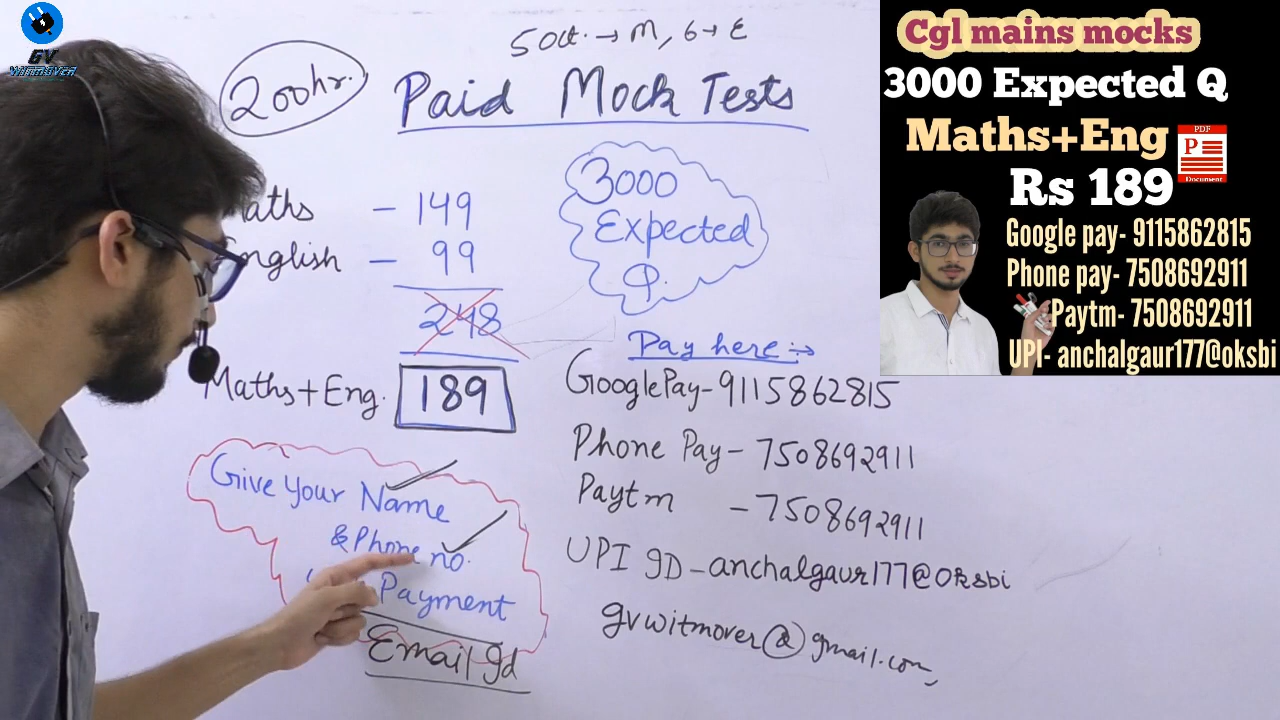 GV
WITMOVER
5 Oct. → M, 6 → E
200hr.
Paid Mock Tests
aths - 149
nglish - 99
248
3000
Expected
Q.
Maths+Eng. 189
Pay here :→
GooglePay-9115862815
Phone Pay - 7508692911
Paytm - 7508692911
UPI ID - anchalgaur177@oksbi
gvwitmover@gmail.com
Give your Name
& Phone no.
Payment
Email Id
Cgl mains mocks
3000 Expected Q
Maths+Eng
PDF
P
Document
Rs 189
Google pay- 9115862815
Phone pay- 7508692911
Paytm- 7508692911
UPI- anchalgaur177@oksbi